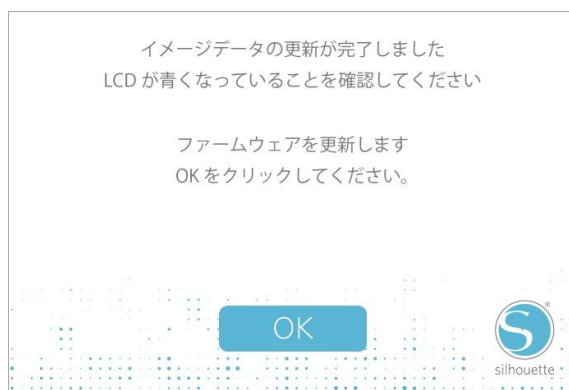 イメージデータの更新が完了しました
LCD が青くなっていることを確認してください
ファームウェアを更新します
OK をクリックしてください。
OK
S
®
silhouette